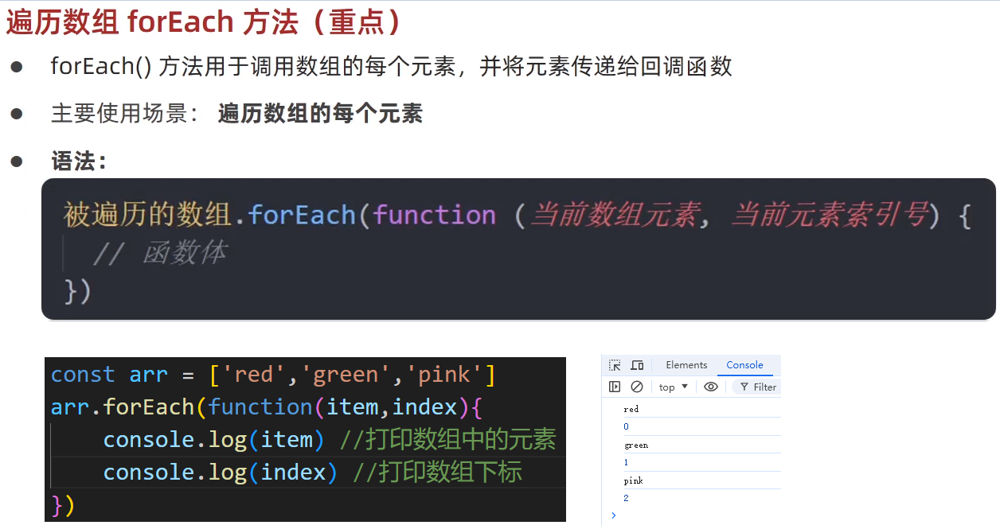 遍历数组 forEach 方法（重点）
● forEach() 方法用于调用数组的每个元素，并将元素传递给回调函数
● 主要使用场景： 遍历数组的每个元素
● 语法：
被遍历的数组.forEach(function (当前数组元素, 当前元素索引号) {
// 函数体
})
const arr = ['red','green','pink']
arr.forEach(function(item,index){
console.log(item) //打印数组中的元素
console.log(index) //打印数组下标
})
Elements Console
top ▼ Filter
red
0
green
1
pink
2
>